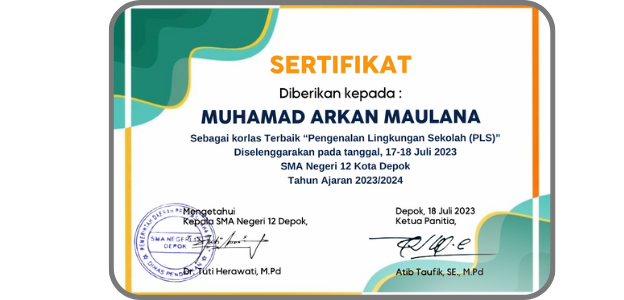 SERTIFIKAT
Diberikan kepada :
MUHAMAD ARKAN MAULANA
Sebagai korlas Terbaik “Pengenalan Lingkungan Sekolah (PLS)”
Diselenggarakan pada tanggal, 17-18 Juli 2023
SMA Negeri 12 Kota Depok
Tahun Ajaran 2023/2024
Mengetahui
Kepala SMA Negeri 12 Depok,
SMA NEGERI 12
DEPOK
DINAS PENDIDIKAN
Dr. Tuti Herawati, M.Pd
Depok, 18 Juli 2023
Ketua Panitia,
Atib Taufik, SE., M.Pd